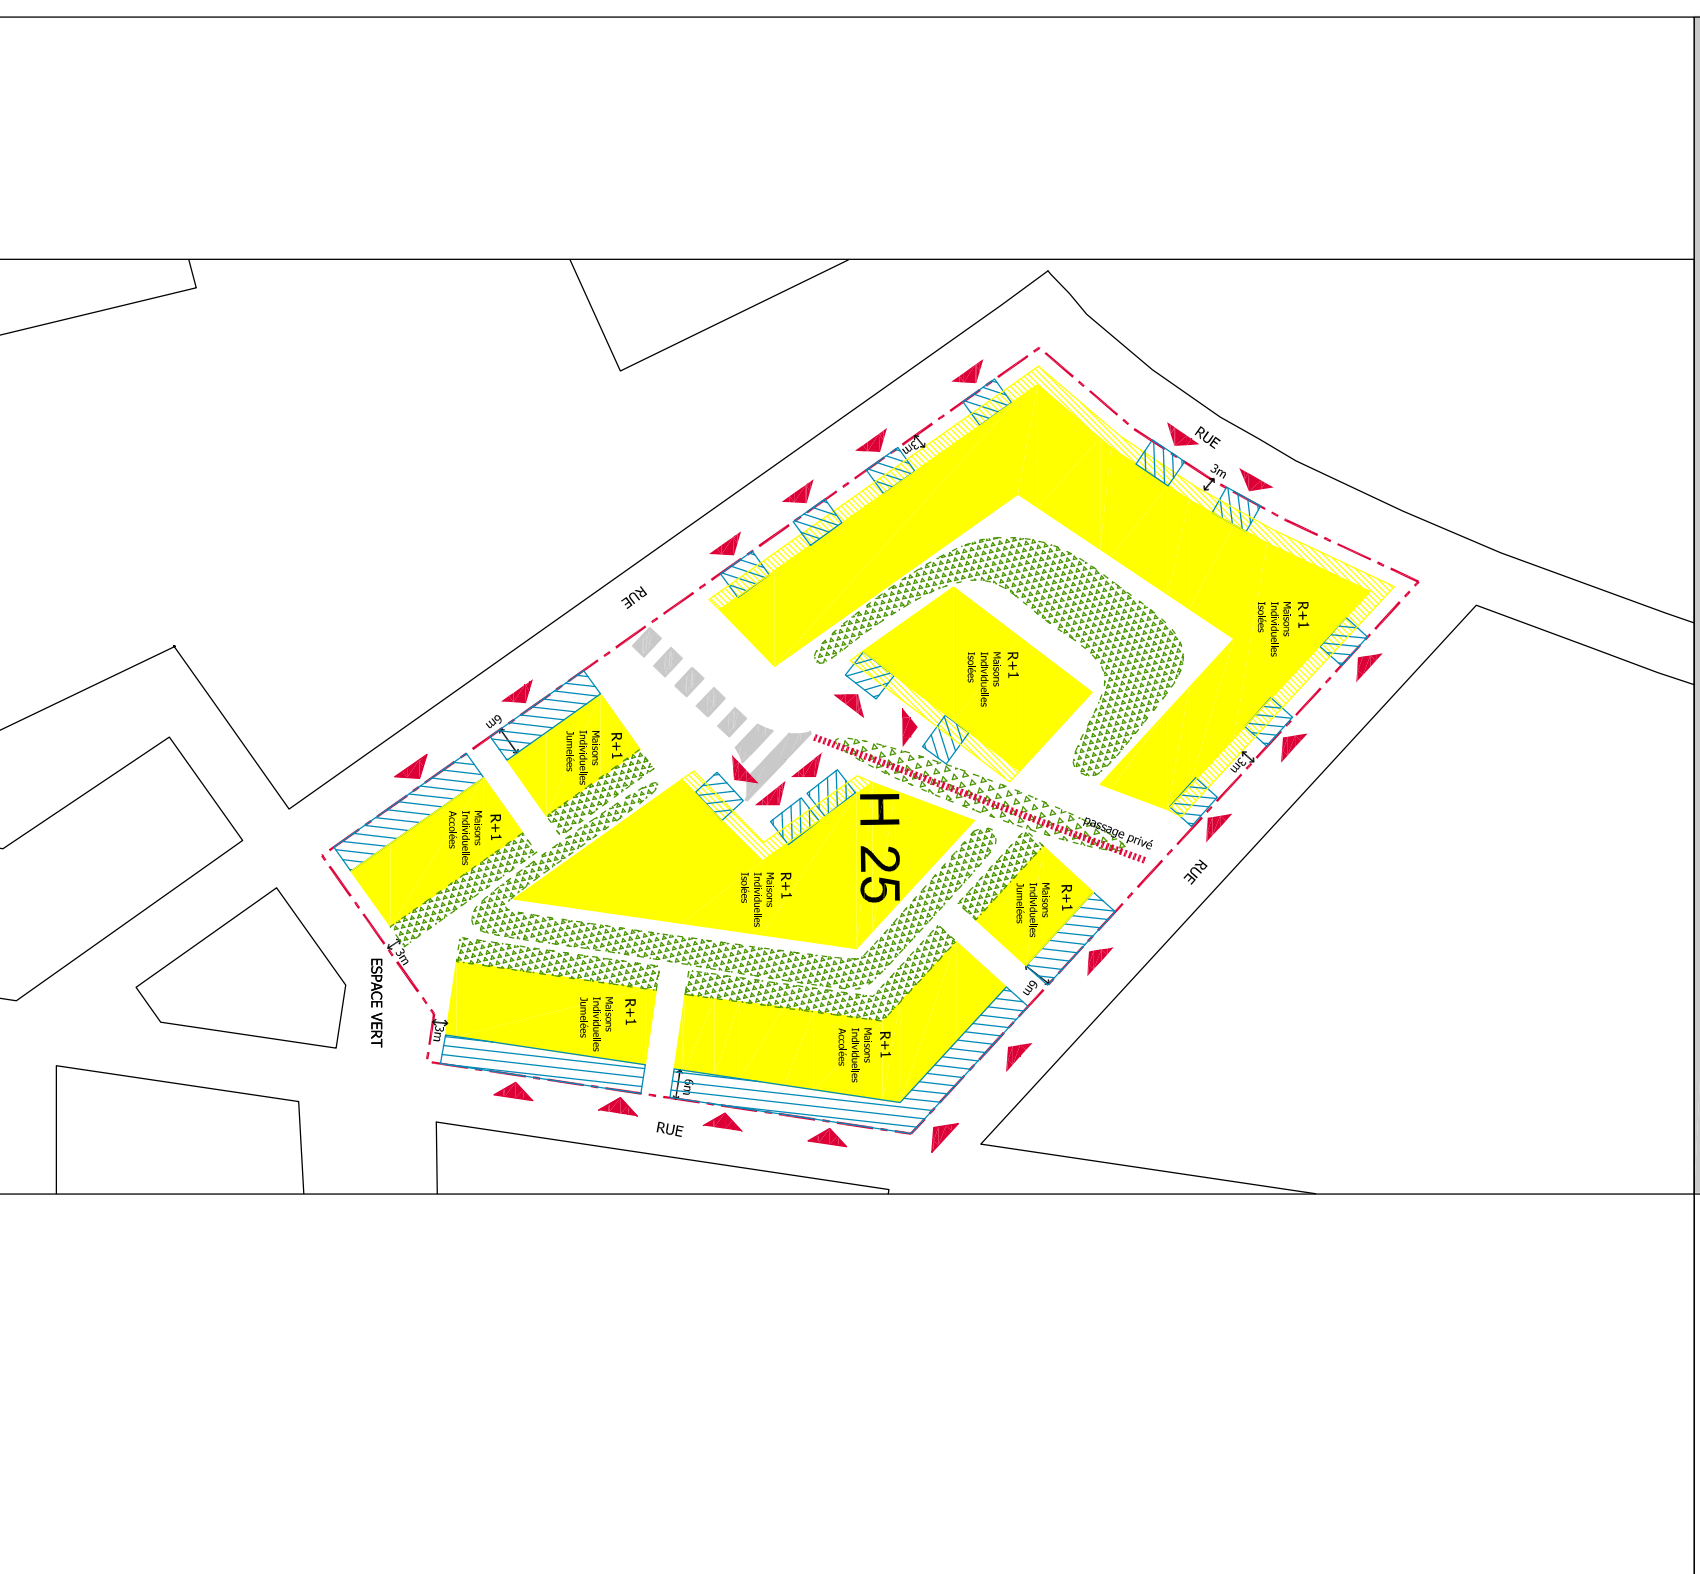 RUE
3m
3m
RUE
R+1
Maisons
Individuelles
Isolées
R+1
Maisons
Individuelles
Isolées
3m
6m
R+1
Maisons
Individuelles
Jumelées
R+1
Maisons
Individuelles
Accolées
H 25
passage privé
RUE
R+1
Maisons
Individuelles
Isolées
R+1
Maisons
Individuelles
Jumelées
3m
ESPACE VERT
6m
R+1
Maisons
Individuelles
Jumelées
R+1
Maisons
Individuelles
Accolées
3m
6m
RUE